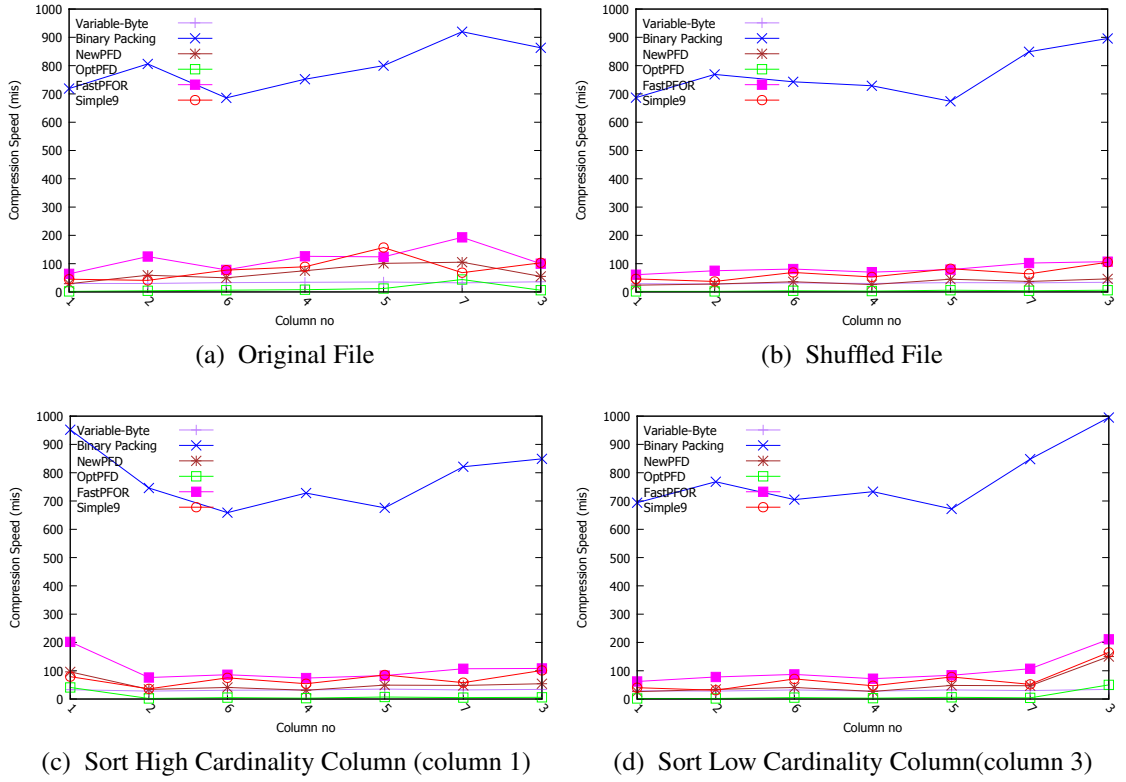 Compression Speed (mis)
1000
900
800
700
600
500
400
300
200
100
0
Variable-Byte
Binary Packing
NewPFD
OptPFD
FastPFOR
Simple9
1 2 6 4 5 7 3
Column no
(a) Original File
Compression Speed (mis)
1000
900
800
700
600
500
400
300
200
100
0
Variable-Byte
Binary Packing
NewPFD
OptPFD
FastPFOR
Simple9
1 2 6 4 5 7 3
Column no
(b) Shuffled File
Compression Speed (mis)
1000
900
800
700
600
500
400
300
200
100
0
Variable-Byte
Binary Packing
NewPFD
OptPFD
FastPFOR
Simple9
1 2 6 4 5 7 3
Column no
(c) Sort High Cardinality Column (column 1)
Compression Speed (mis)
1000
900
800
700
600
500
400
300
200
100
0
Variable-Byte
Binary Packing
NewPFD
OptPFD
FastPFOR
Simple9
1 2 6 4 5 7 3
Column no
(d) Sort Low Cardinality Column(column 3)